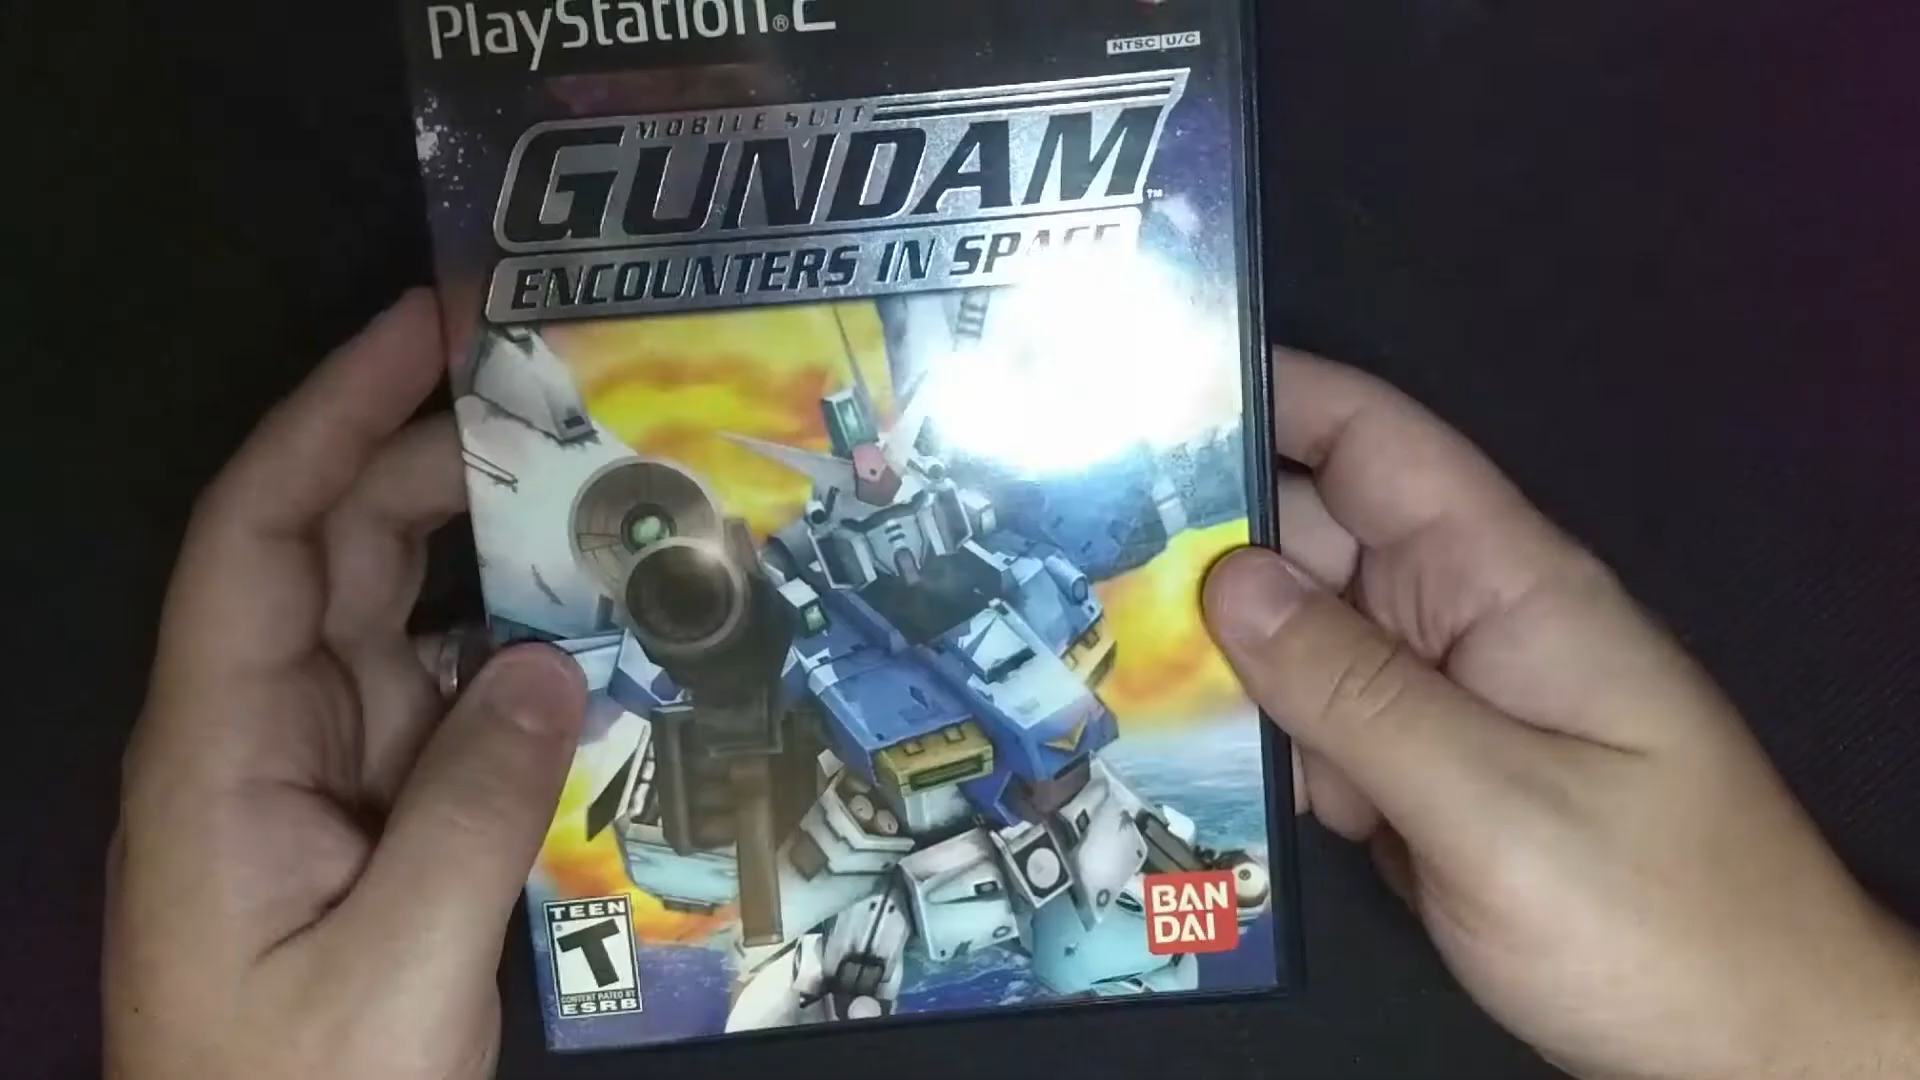 PlayStation®2
NTSC U/C
MOBILE SUIT
GUNDAM™
ENCOUNTERS IN SPACE
TEEN
T
CONTENT RATED BY
ESRB
BAN
DAI
®